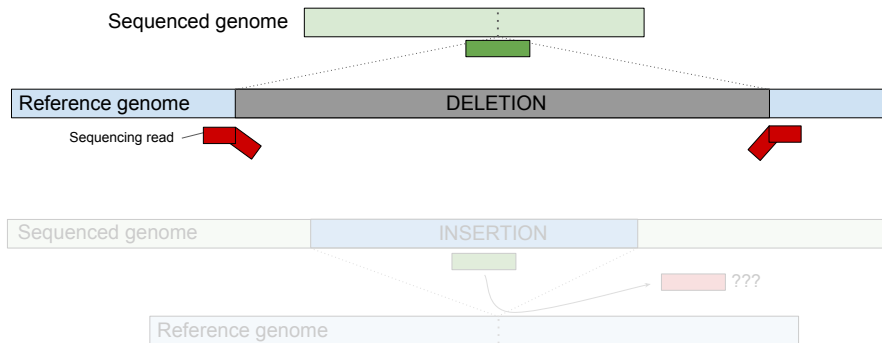 Sequenced genome
Reference genome
DELETION
Sequencing read
Sequenced genome
INSERTION
???
Reference genome